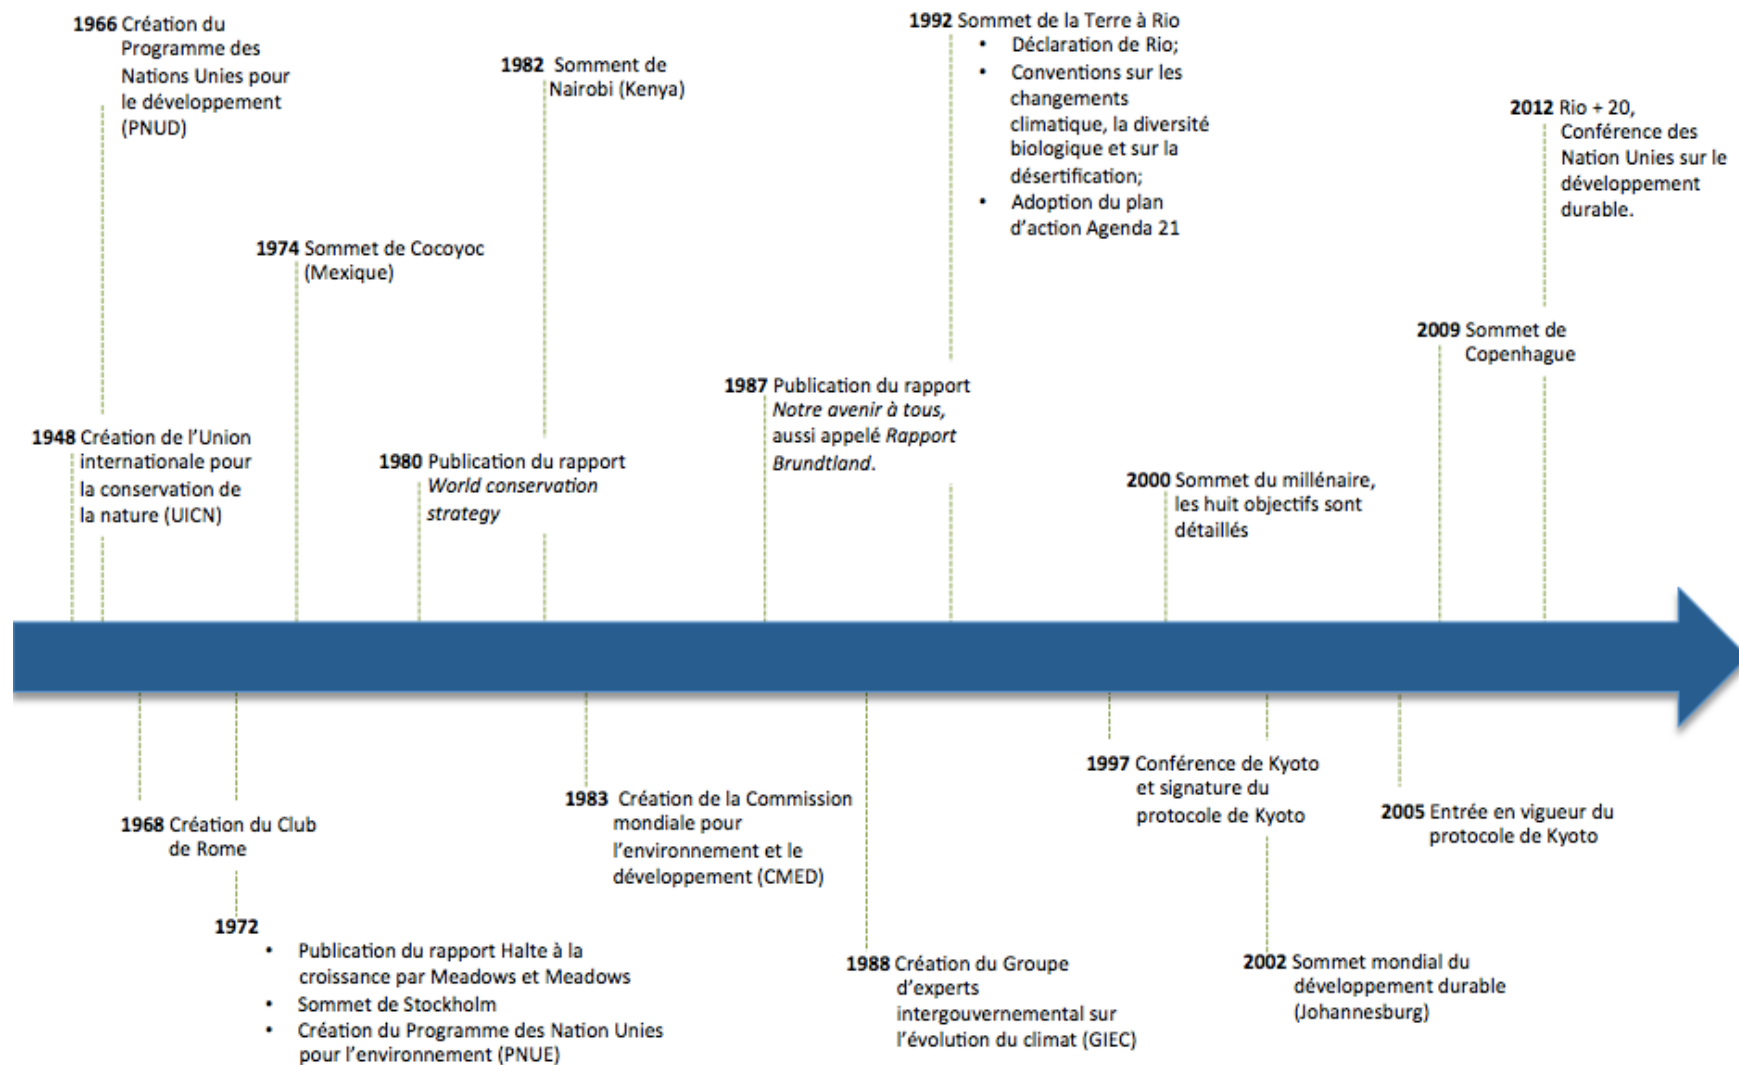 1966 Création du
Programme des
Nations Unies pour
le développement
(PNUD)
1982 Somment de
Nairobi (Kenya)
1992 Sommet de la Terre à Rio
• Déclaration de Rio;
• Conventions sur les
changements
climatique, la diversité
biologique et sur la
désertification;
• Adoption du plan
d'action Agenda 21
2012 Rio + 20,
Conférence des
Nation Unies sur le
développement
durable.
1974 Sommet de Cocoyoc
(Mexique)
2009 Sommet de
Copenhague
1948 Création de l'Union
internationale pour
la conservation de
la nature (UICN)
1980 Publication du rapport
World conservation
strategy
1987 Publication du rapport
Notre avenir à tous,
aussi appelé Rapport
Brundtland.
2000 Sommet du millénaire,
les huit objectifs sont
détaillés
1968 Création du Club
de Rome
1972
• Publication du rapport Halte à la
croissance par Meadows et Meadows
• Sommet de Stockholm
• Création du Programme des Nation Unies
pour l'environnement (PNUE)
1983 Création de la Commission
mondiale pour
l'environnement et le
développement (CMED)
1988 Création du Groupe
d'experts
intergouvernemental sur
l'évolution du climat (GIEC)
1997 Conférence de Kyoto
et signature du
protocole de Kyoto
2002 Sommet mondial du
développement durable
(Johannesburg)
2005 Entrée en vigueur du
protocole de Kyoto